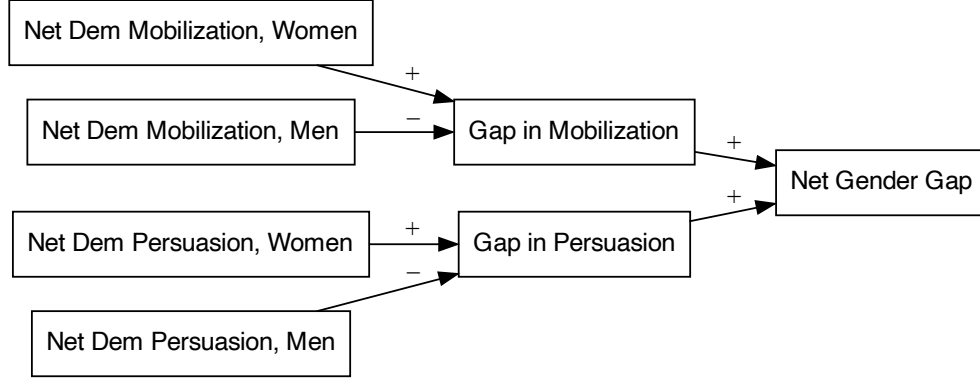 Net Dem Mobilization, Women
+
Net Dem Mobilization, Men
−
Gap in Mobilization
+
Net Gender Gap
Net Dem Persuasion, Women
+
Gap in Persuasion
+
−
Net Dem Persuasion, Men